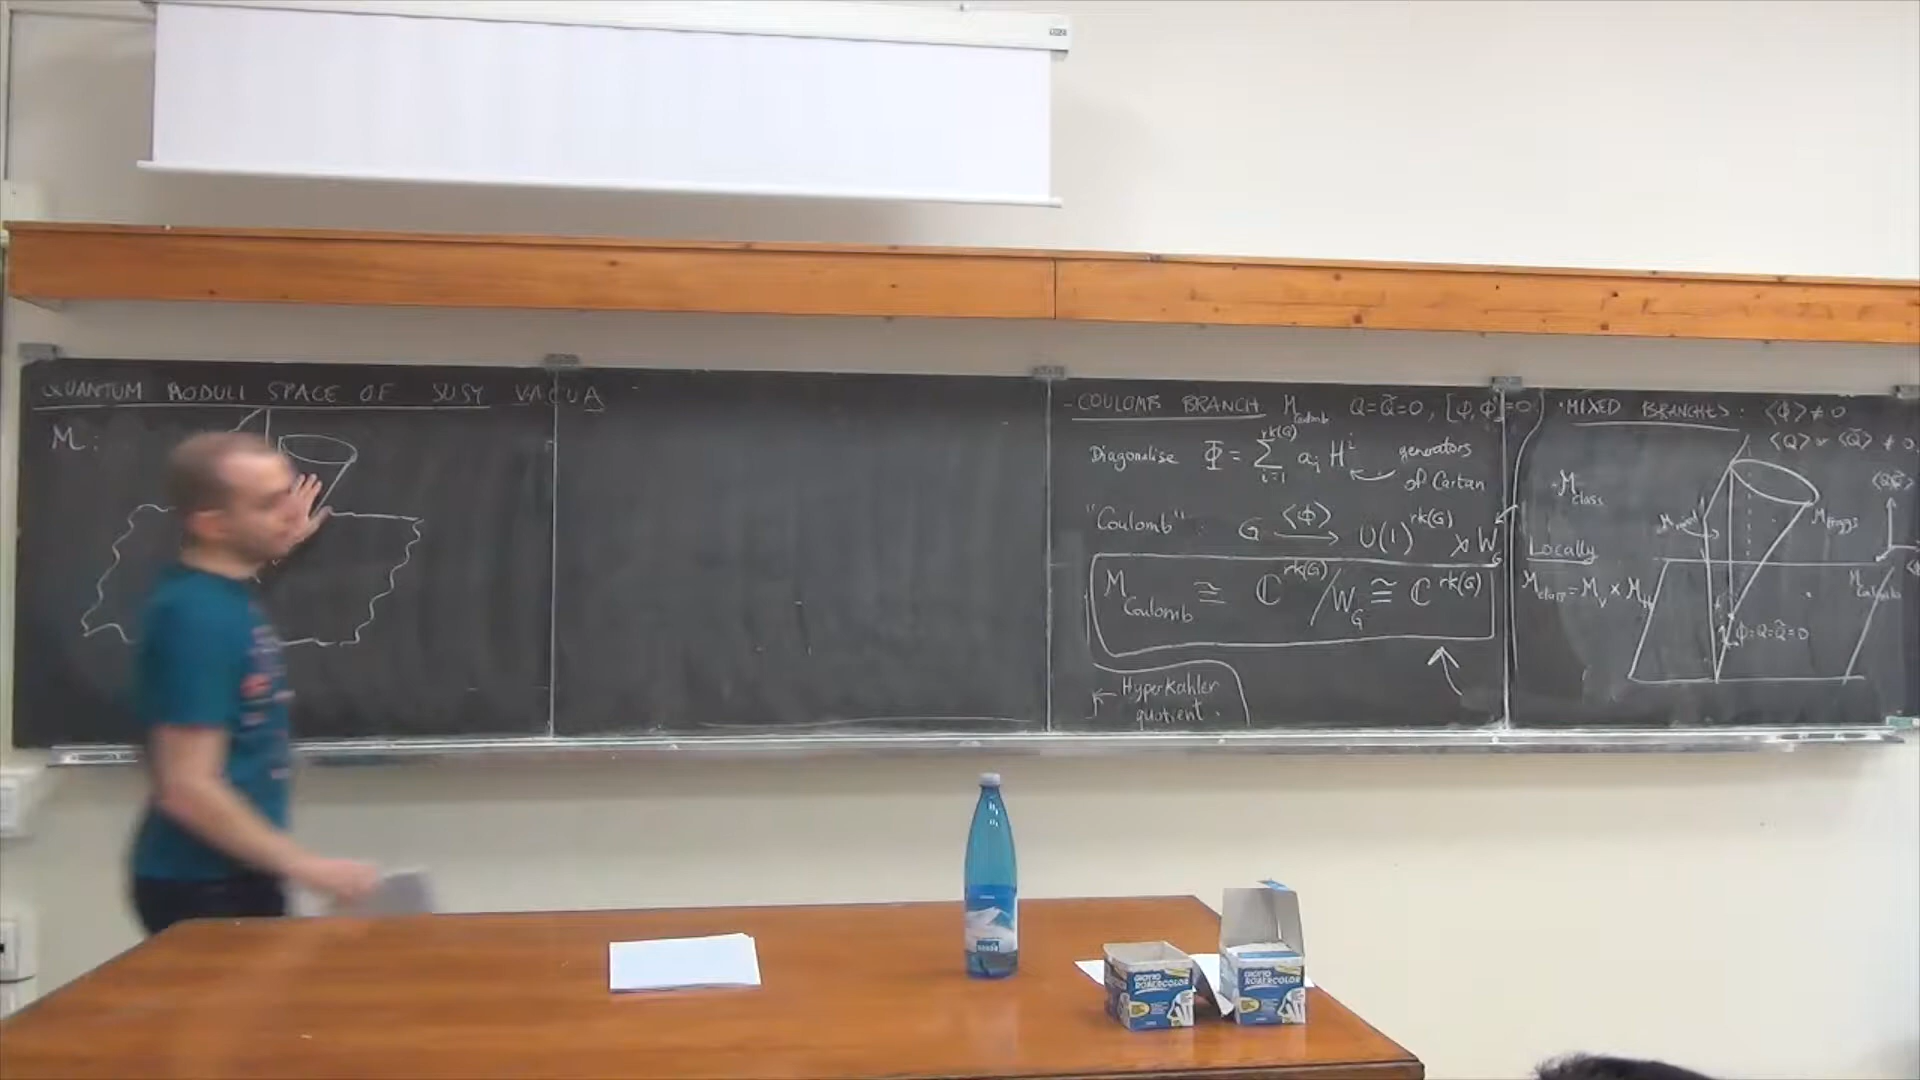 QUANTUM MODULI SPACE OF SUSY VACUA
M:
- COULOMB BRANCH M_Coulomb Q=Q̃=0, [φ,φ†]=0
Diagonalise Φ = ∑_{i=1}^{rk(G)} a_i H^i generators of Cartan
"Coulomb": G —⟨φ⟩→ U(1)^{rk(G)} ⋊ W_G
M_Coulomb ≅ ℂ^{rk(G)}/W_G ≅ ℂ^{rk(G)}
← Hyperkahler
quotient.
· MIXED BRANCHES: ⟨φ⟩≠0
⟨Q⟩ or ⟨Q̃⟩ ≠0
M_class
M_mixed
M_Higgs
Locally
M_class = M_V × M_H
M_Coulomb
φ=Q=Q̃=0
GIOTTO
ROBERCOLOR
GIOTTO
ROBERCOLOR